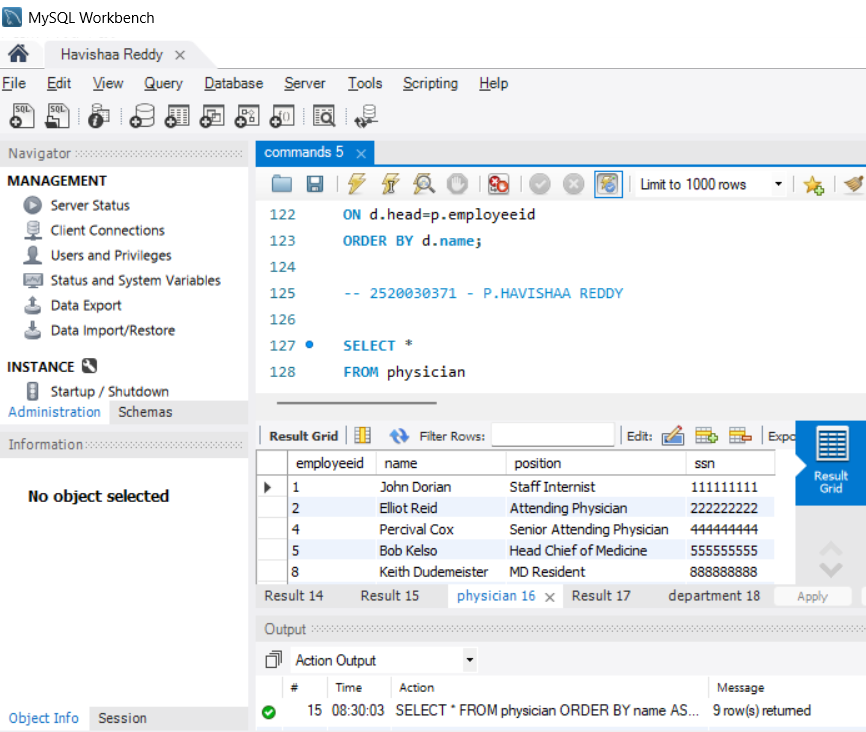 MySQL Workbench
Havishaa Reddy
File Edit View Query Database Server Tools Scripting Help
SQL SQL
Navigator
MANAGEMENT
Server Status
Client Connections
Users and Privileges
Status and System Variables
Data Export
Data Import/Restore
INSTANCE
Startup / Shutdown
Administration Schemas
Information
No object selected
Object Info Session
commands 5
Limit to 1000 rows
122 ON d.head=p.employeeid
123 ORDER BY d.name;
124
125 -- 2520030371 - P.HAVISHAA REDDY
126
127 SELECT *
128 FROM physician
Result Grid Filter Rows: Edit: Expo
employeeid name position ssn
1 John Dorian Staff Internist 111111111
2 Elliot Reid Attending Physician 222222222
4 Percival Cox Senior Attending Physician 444444444
5 Bob Kelso Head Chief of Medicine 555555555
8 Keith Dudemeister MD Resident 888888888
Result
Grid
Result 14 Result 15 physician 16 Result 17 department 18 Apply
Output
Action Output
# Time Action Message
15 08:30:03 SELECT * FROM physician ORDER BY name AS... 9 row(s) returned